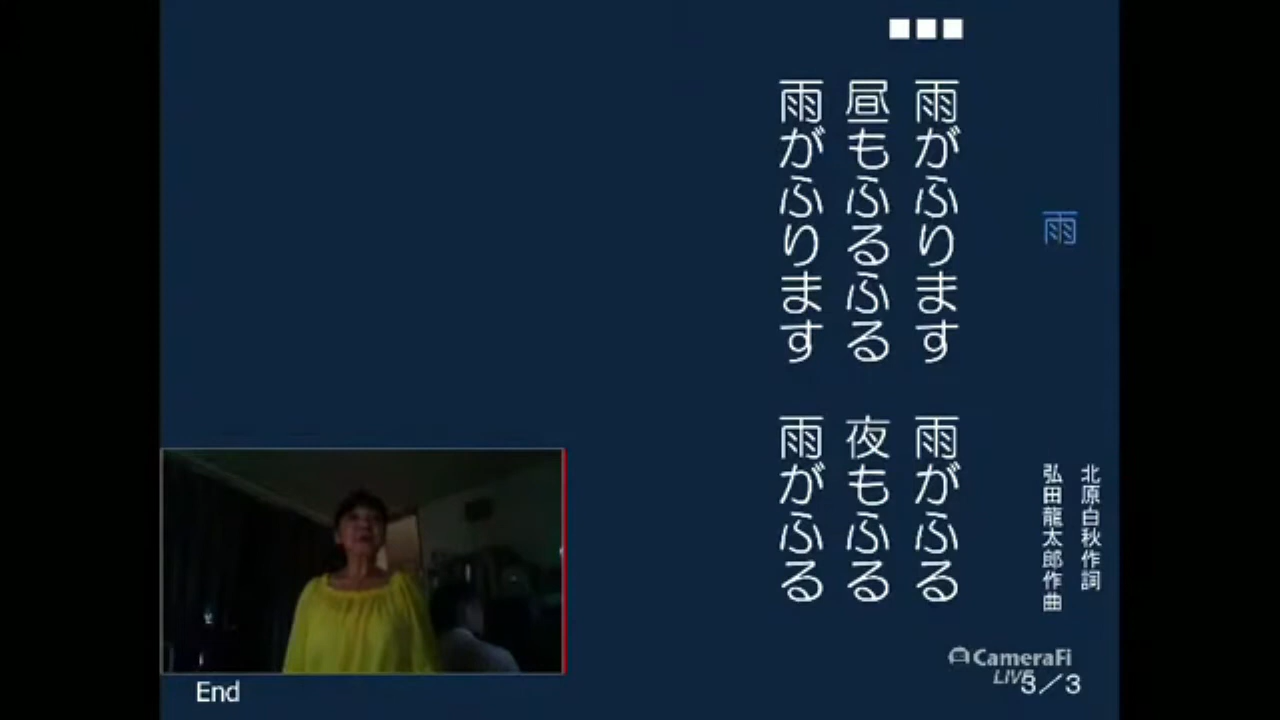 雨
北原白秋作詞
弘田龍太郎作曲
■■■
雨がふります 雨がふる
昼もふるふる 夜もふる
雨がふります 雨がふる
CameraFi
LIVE
3／3
End